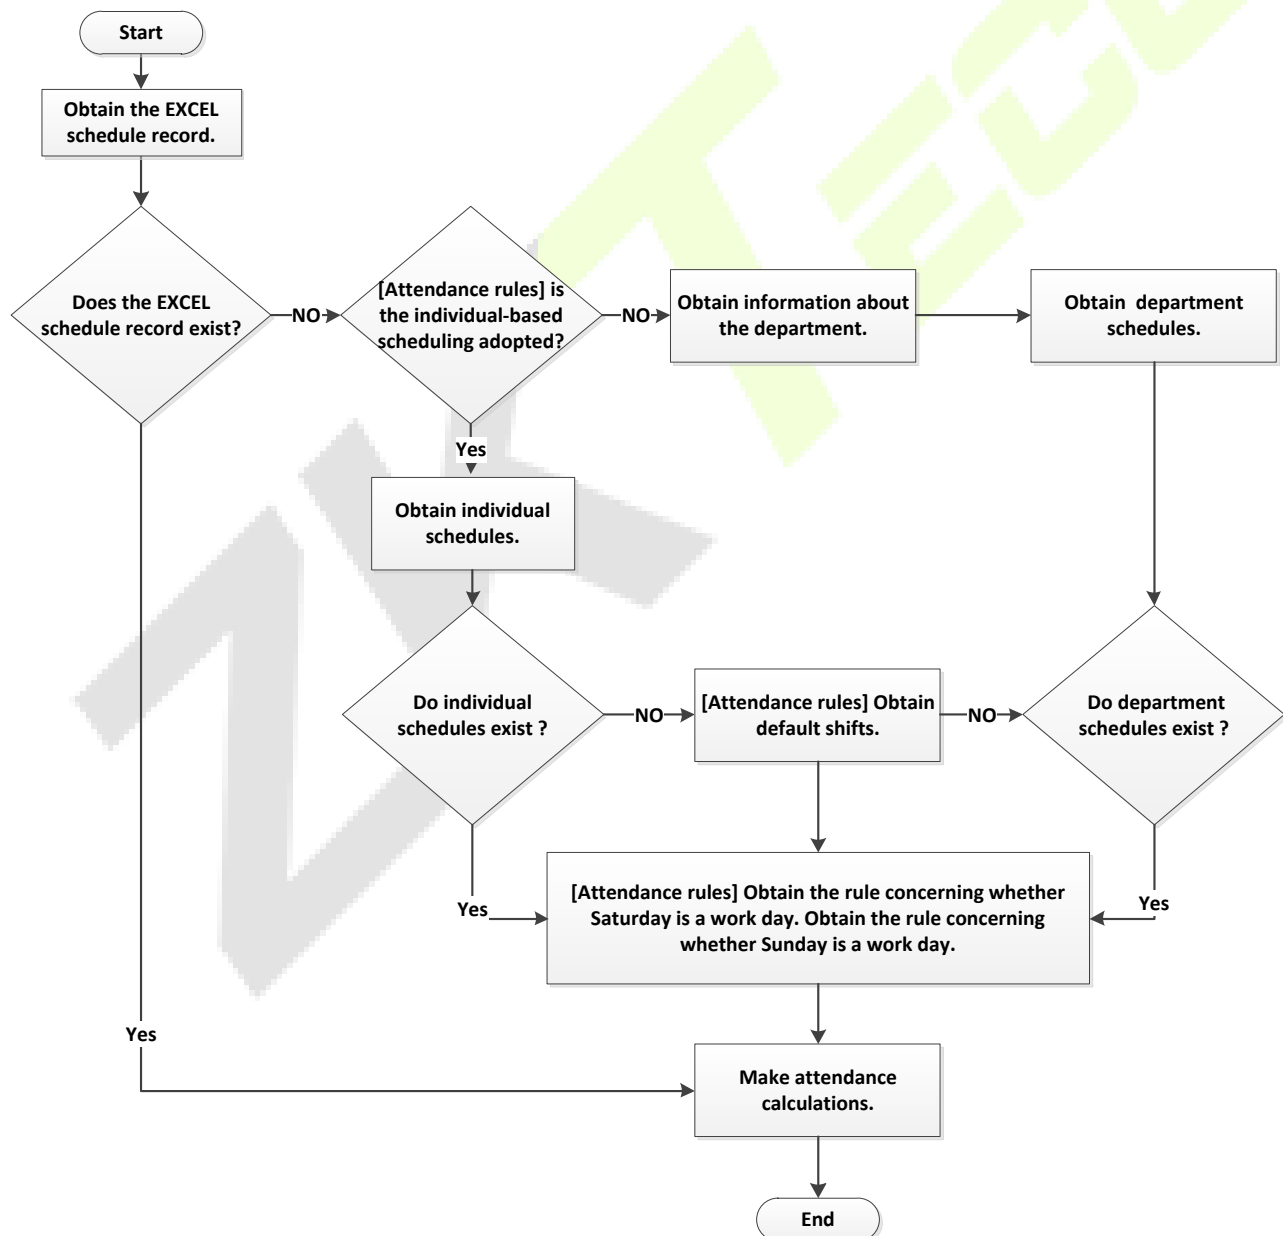 Start
Obtain the EXCEL
schedule record.
Does the EXCEL
schedule record exist?
NO
[Attendance rules] is
the individual-based
scheduling adopted?
NO
Obtain information about
the department.
Obtain department
schedules.
Yes
Obtain individual
schedules.
Do individual
schedules exist ?
NO
[Attendance rules] Obtain
default shifts.
NO
Do department
schedules exist ?
Yes
[Attendance rules] Obtain the rule concerning whether
Saturday is a work day. Obtain the rule concerning
whether Sunday is a work day.
Yes
Yes
Make attendance
calculations.
End
ZKTec